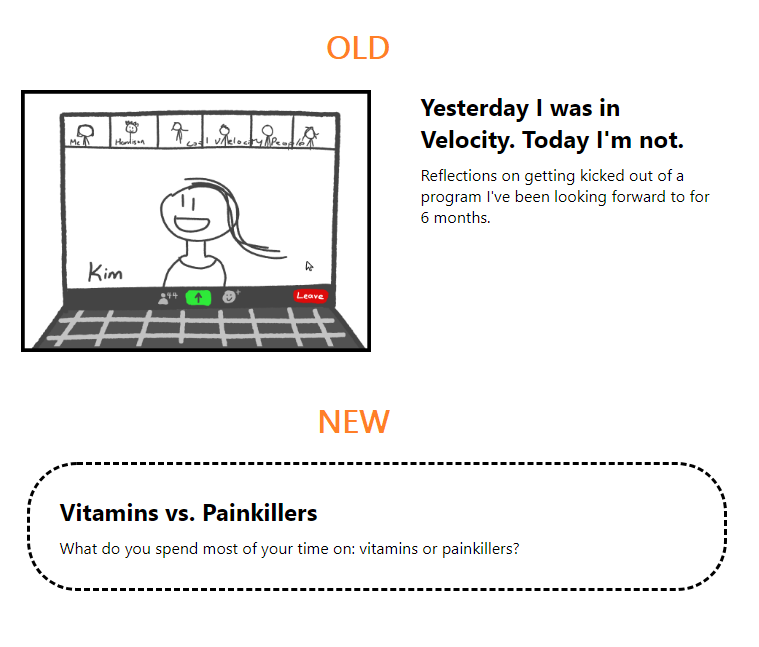 OLD
Me
Hamilson
Cool Velocity People
Kim
44
Leave
Yesterday I was in
Velocity. Today I'm not.
Reflections on getting kicked out of a
program I've been looking forward to for
6 months.
NEW
Vitamins vs. Painkillers
What do you spend most of your time on: vitamins or painkillers?